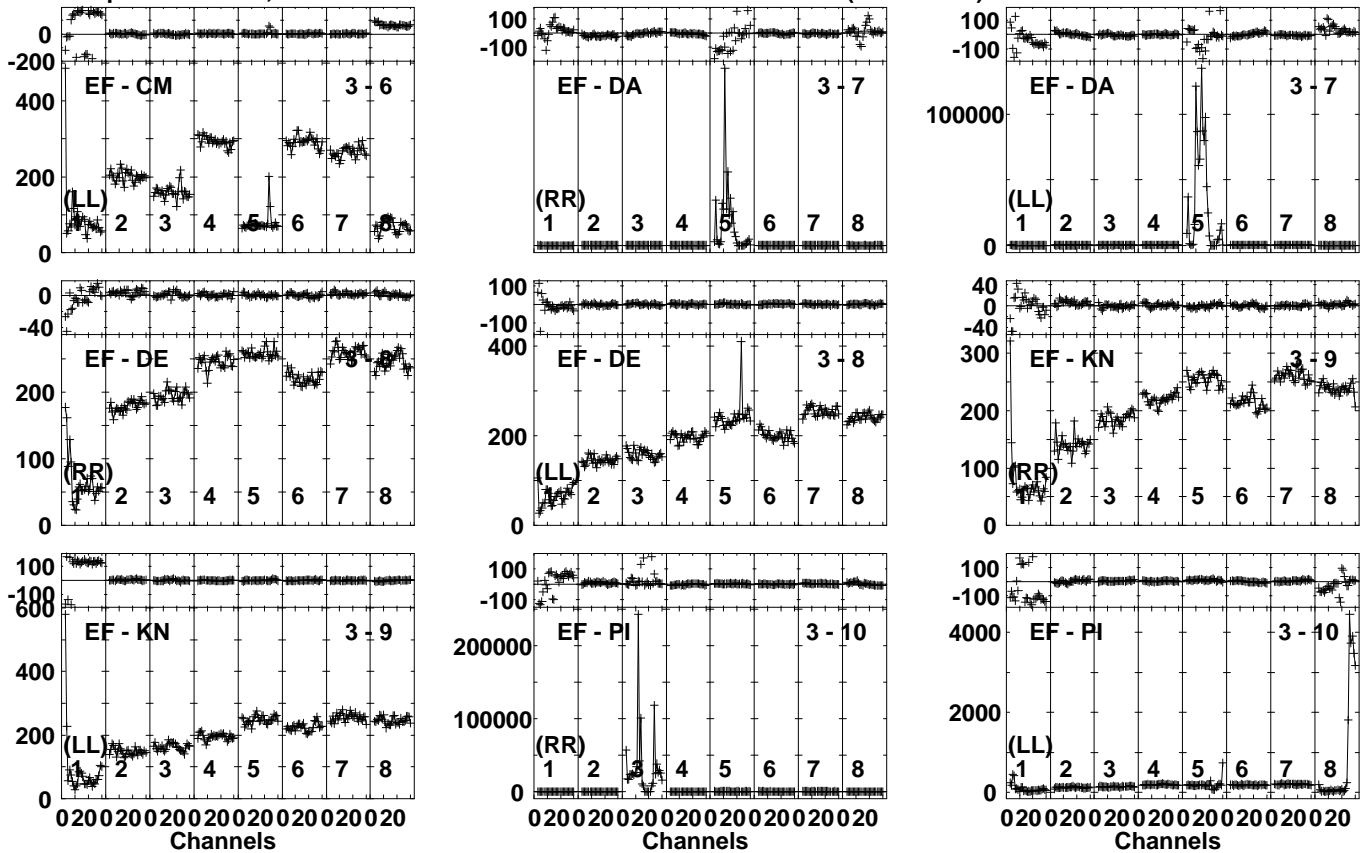 0
-200
EF - CM 3 - 6
400
200
(LL)
1 2 3 4 5 6 7 8
0
100
-100
EF - DA 3 - 7
(RR)
1 2 3 4 5 6 7 8
0
100
-100
EF - DA 3 - 7
100000
(LL)
1 2 3 4 5 6 7 8
0
0
-40
EF - DE 3 - 8
200
100
(RR)
1 2 3 4 5 6 7 8
0
100
-100
400
EF - DE 3 - 8
200
(LL)
1 2 3 4 5 6 7 8
0
40
0
-40
300
EF - KN 3 - 9
200
100
(RR)
1 2 3 4 5 6 7 8
0
100
-100
600
EF - KN 3 - 9
400
200
(LL)
1 2 3 4 5 6 7 8
0
020020020020020020020020
Channels
100
-100
EF - PI 3 - 10
200000
100000
(RR)
1 2 3 4 5 6 7 8
0
020020020020020020020020
Channels
100
-100
EF - PI 3 - 10
4000
2000
(LL)
1 2 3 4 5 6 7 8
0
020020020020020020020020
Channels